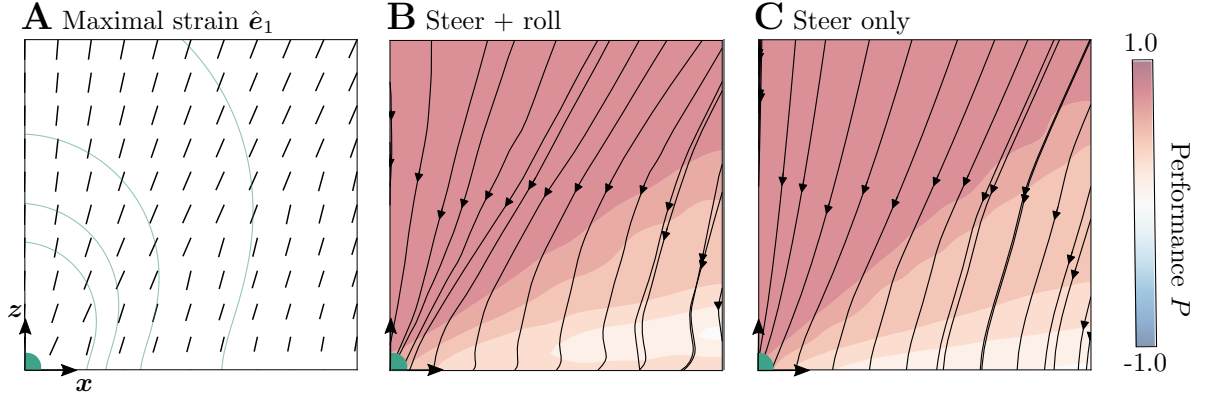 A Maximal strain ê₁
B Steer + roll
C Steer only
1.0
Performance P
-1.0
z
x